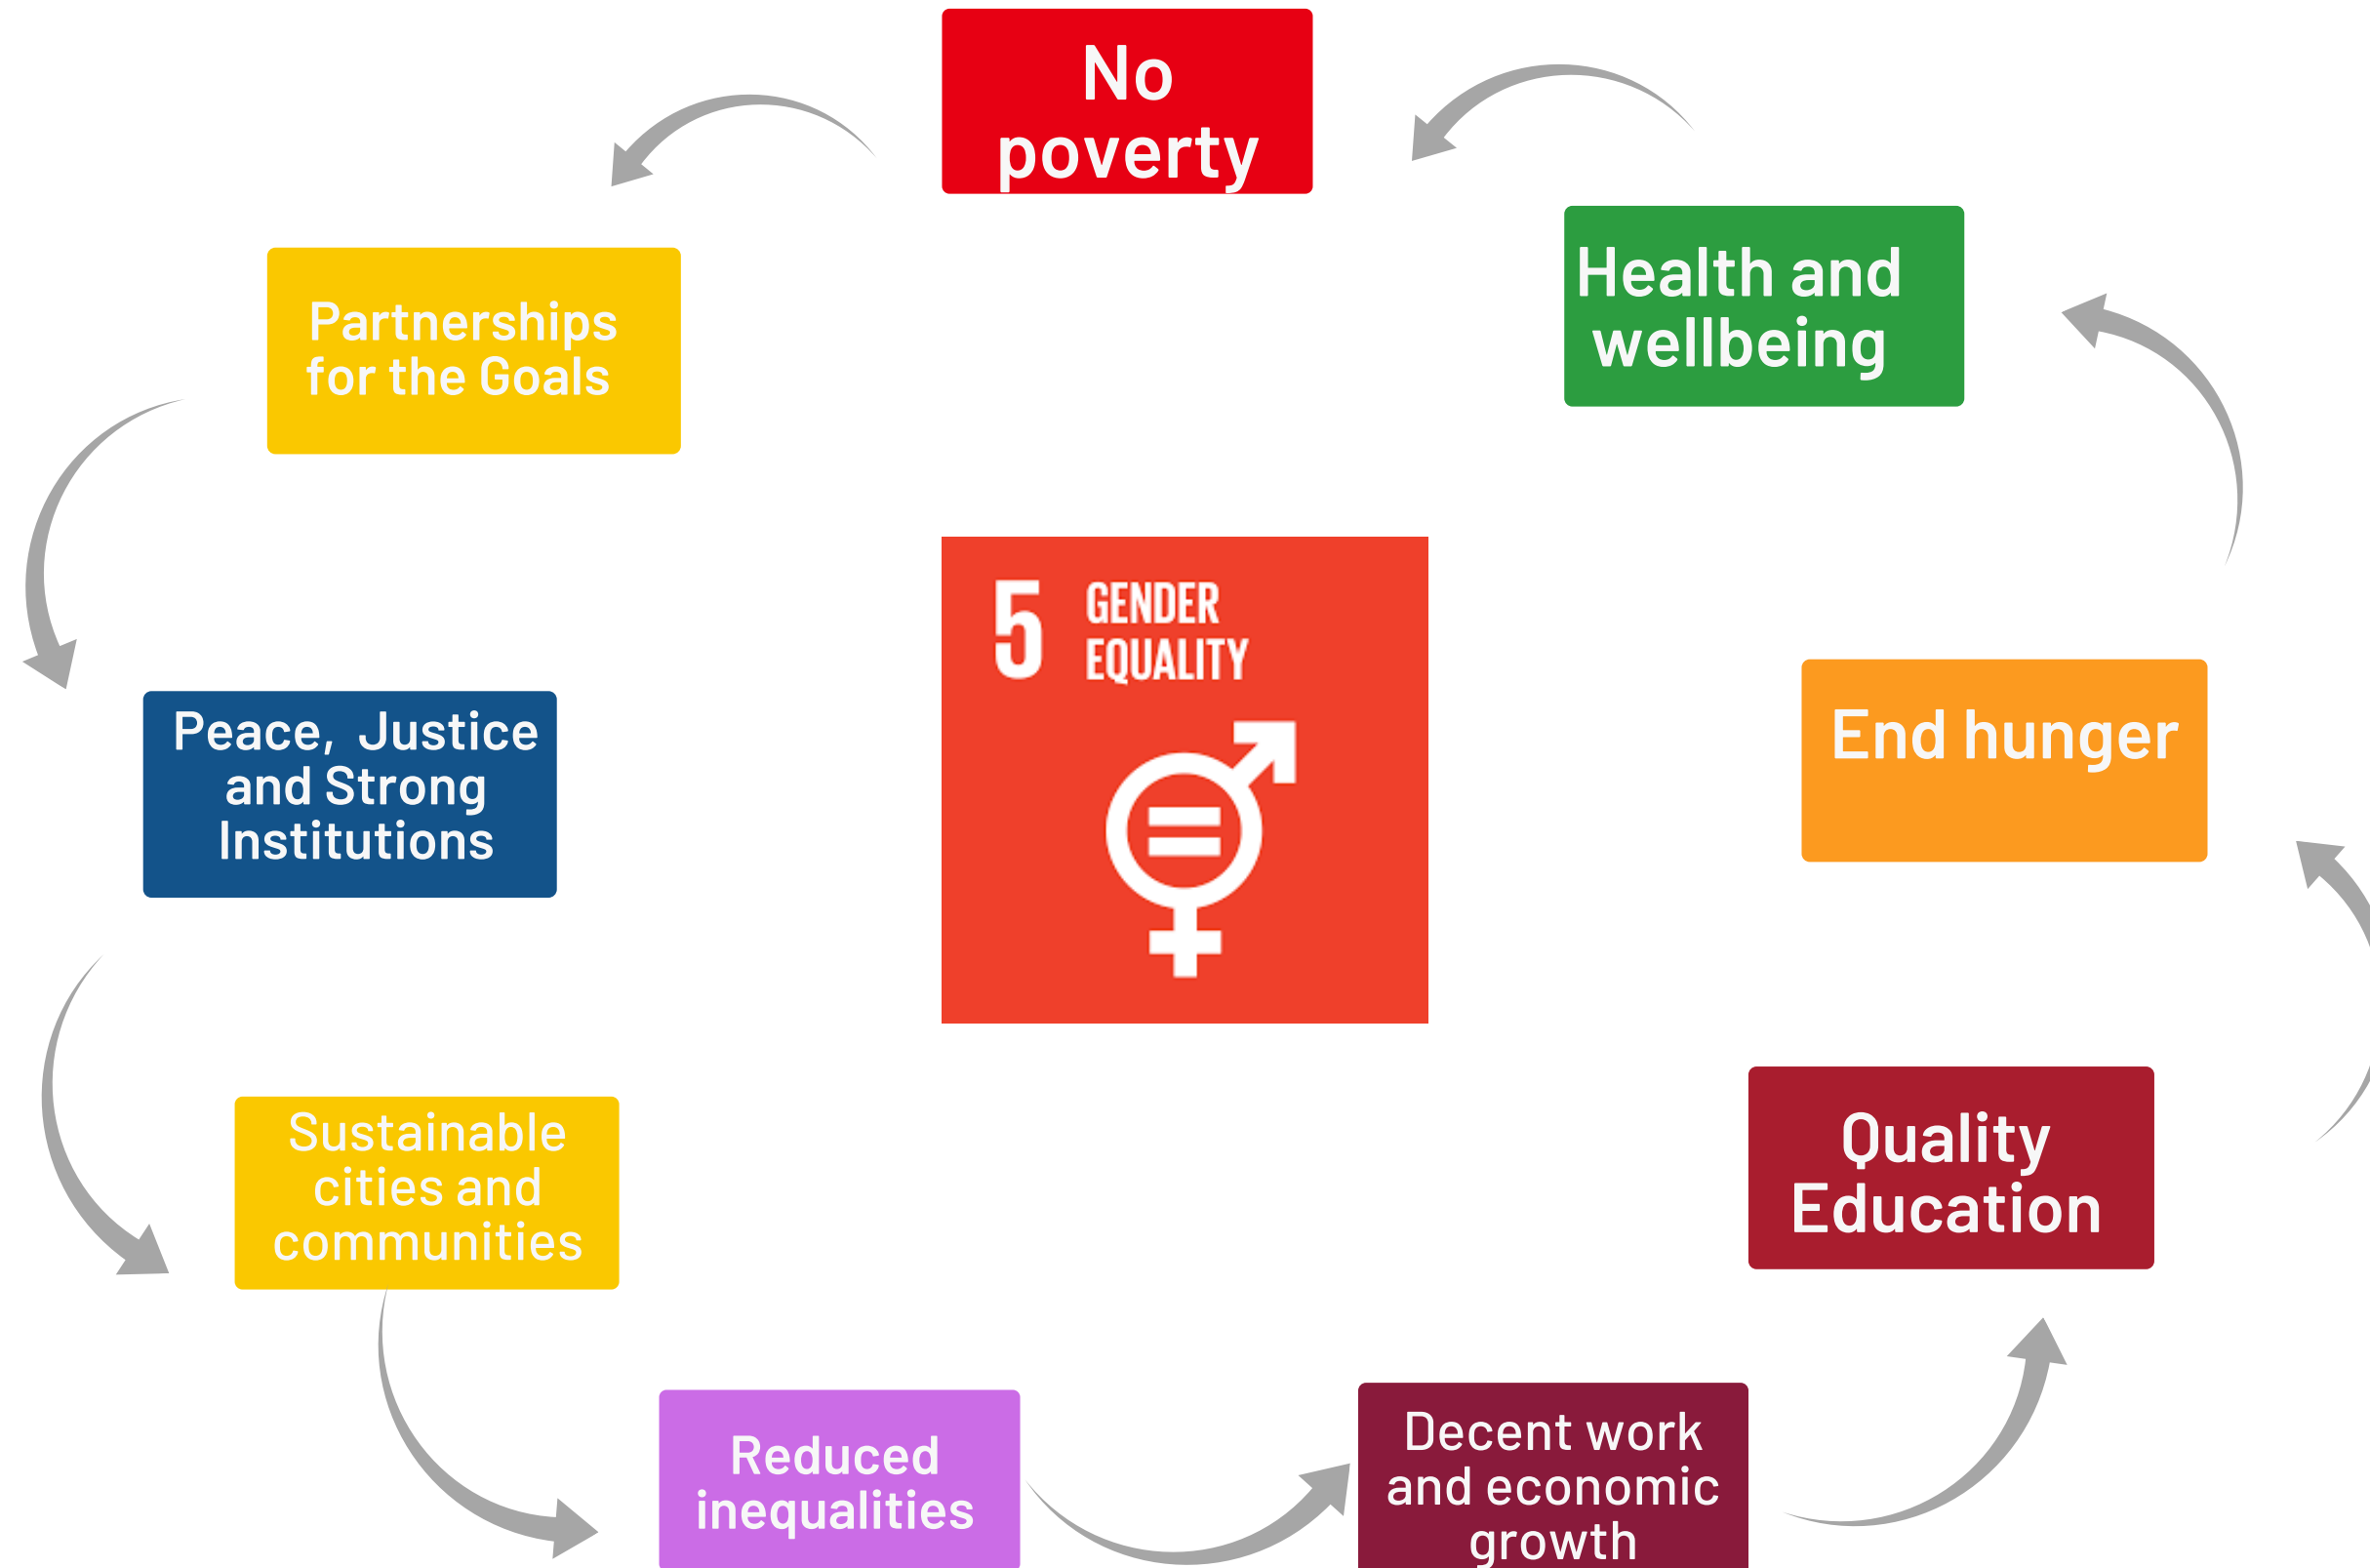 No
poverty
Health and
wellbeing
Partnerships
for the Goals
5 GENDER
EQUALITY
End hunger
Peace, Justice
and Strong
Institutions
Quality
Education
Sustainable
cities and
communities
Reduced
inequalities
Decent work
and economic
growth